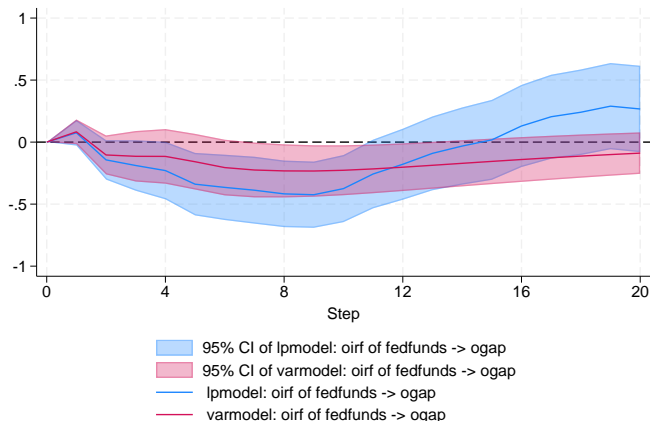 1
.5
0
-.5
-1
0 4 8 12 16 20
Step
95% CI of lpmodel: oirf of fedfunds -> ogap
95% CI of varmodel: oirf of fedfunds -> ogap
lpmodel: oirf of fedfunds -> ogap
varmodel: oirf of fedfunds -> ogap